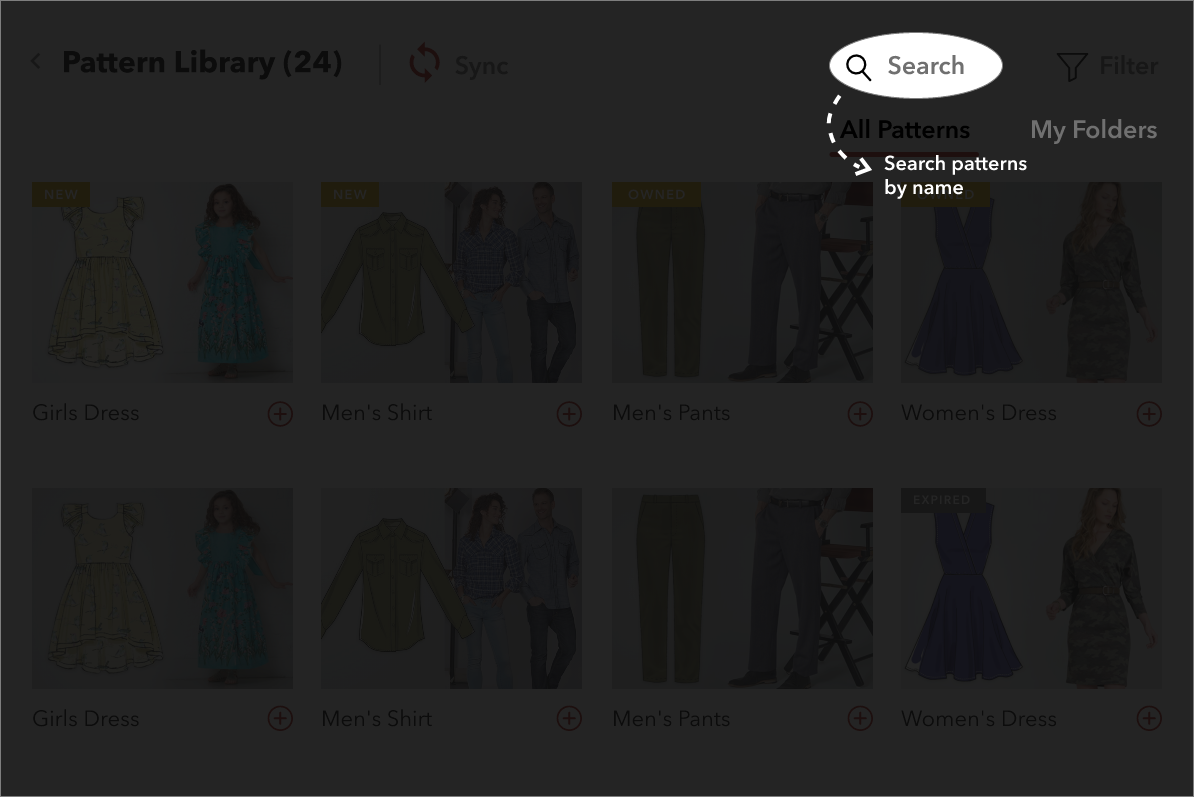 Pattern Library (24)
Sync
Search
Filter
All Patterns
My Folders
Search patterns
by name
NEW
NEW
OWNED
OWNED
Girls Dress
Men's Shirt
Men's Pants
Women's Dress
EXPIRED
Girls Dress
Men's Shirt
Men's Pants
Women's Dress